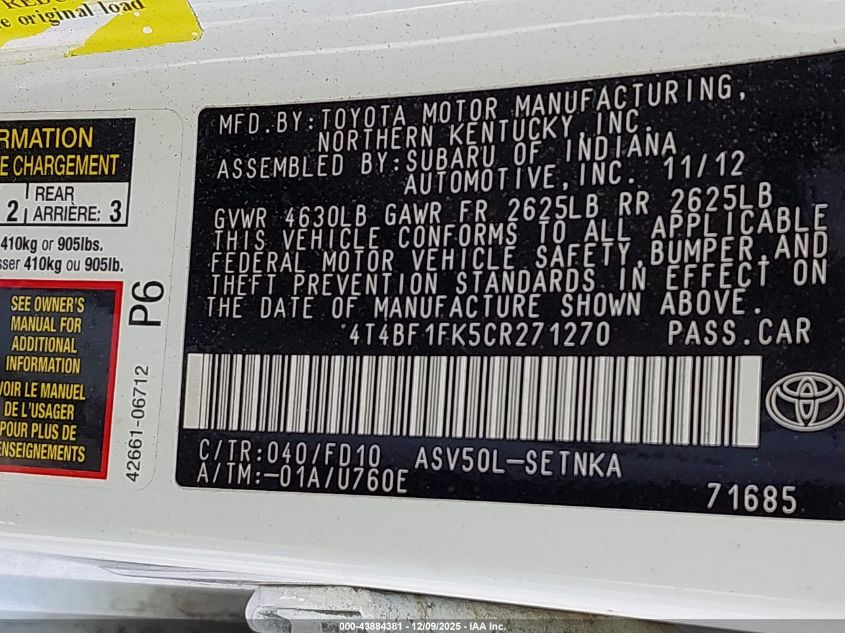 e original load
RMATION
E CHARGEMENT
REAR
2 ARRIÈRE: 3
410kg or 905lbs.
sser 410kg ou 905lb.
SEE OWNER'S
MANUAL FOR
ADDITIONAL
INFORMATION
VOIR LE MANUEL
DE L'USAGER
POUR PLUS DE
RENSEIGNEMENTS
P6
42661-06712
MFD.BY:TOYOTA MOTOR MANUFACTURING,
NORTHERN KENTUCKY,INC.
ASSEMBLED BY:SUBARU OF INDIANA
AUTOMOTIVE,INC. 11/12
GVWR 4630LB GAWR FR 2625LB RR 2625LB
THIS VEHICLE CONFORMS TO ALL APPLICABLE
FEDERAL MOTOR VEHICLE SAFETY,BUMPER,AND
THEFT PREVENTION STANDARDS IN EFFECT ON
THE DATE OF MANUFACTURE SHOWN ABOVE.
4T4BF1FK5CR271270 PASS.CAR
C/TR:040/FD10 ASV50L-SETNKA
A/TM:-01A/U760E
71685
000-43884381 - 12/09/2025 - IAA Inc.